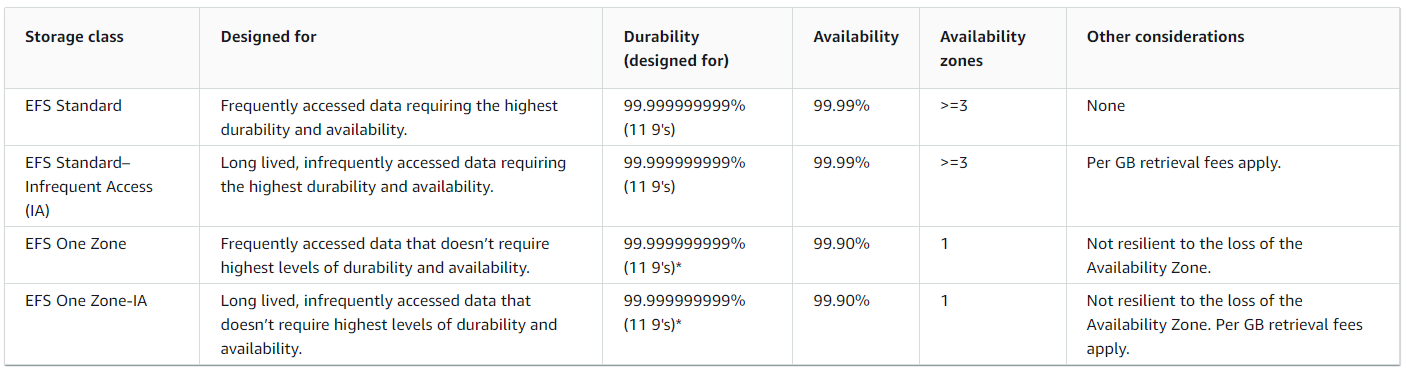 Storage class
Designed for
Durability
(designed for)
Availability
Availability
zones
Other considerations
EFS Standard
Frequently accessed data requiring the highest
durability and availability.
99.999999999%
(11 9's)
99.99%
>=3
None
EFS Standard–
Infrequent Access
(IA)
Long lived, infrequently accessed data requiring
the highest durability and availability.
99.999999999%
(11 9's)
99.99%
>=3
Per GB retrieval fees apply.
EFS One Zone
Frequently accessed data that doesn’t require
highest levels of durability and availability.
99.999999999%
(11 9's)*
99.90%
1
Not resilient to the loss of the
Availability Zone.
EFS One Zone-IA
Long lived, infrequently accessed data that
doesn’t require highest levels of durability and
availability.
99.999999999%
(11 9's)*
99.90%
1
Not resilient to the loss of the
Availability Zone. Per GB retrieval fees
apply.